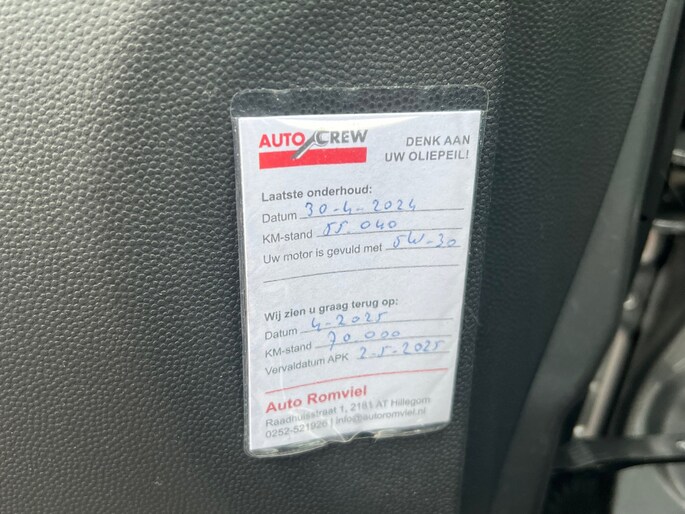 AUTO CREW
DENK AAN
UW OLIEPEIL!
Laatste onderhoud:
Datum 30-4-2024
KM-stand 55.040
Uw motor is gevuld met 5W-30
Wij zien u graag terug op:
Datum 4-2025
KM-stand 70.000
Vervaldatum APK 2-5-2025
Auto Romviel
Raadhuisstraat 1, 2181 AT Hillegom
0252-521926 | info@autoromviel.nl